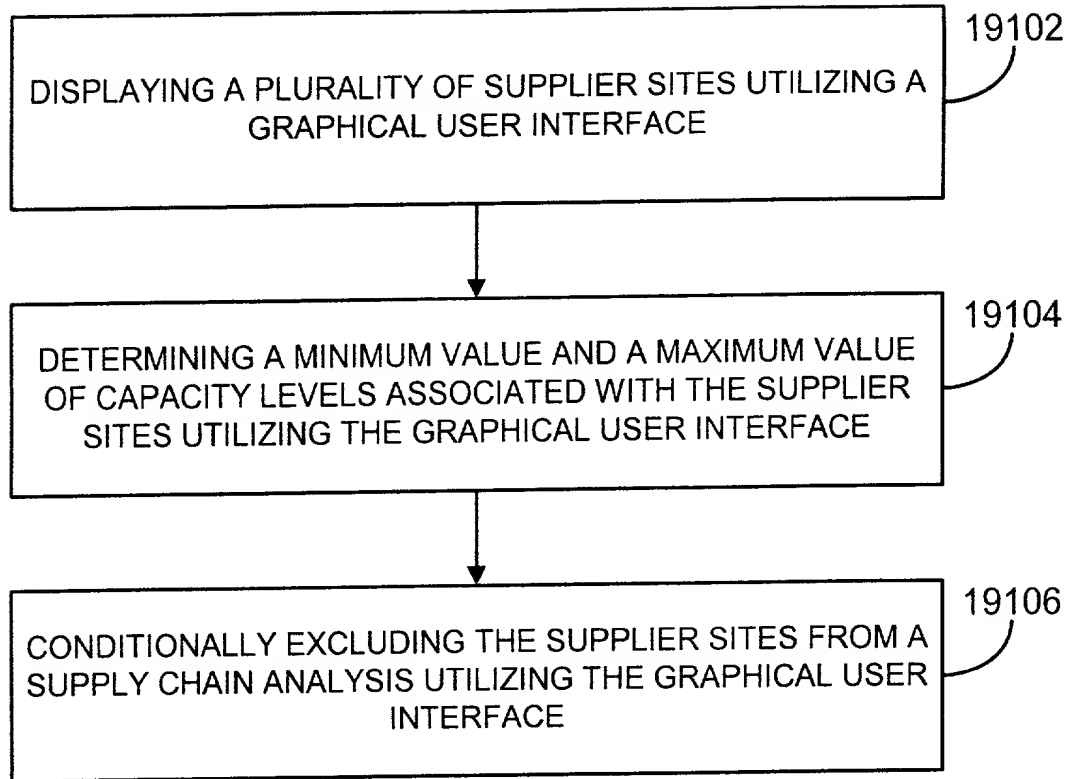 19102
DISPLAYING A PLURALITY OF SUPPLIER SITES UTILIZING A
GRAPHICAL USER INTERFACE
19104
DETERMINING A MINIMUM VALUE AND A MAXIMUM VALUE
OF CAPACITY LEVELS ASSOCIATED WITH THE SUPPLIER
SITES UTILIZING THE GRAPHICAL USER INTERFACE
19106
CONDITIONALLY EXCLUDING THE SUPPLIER SITES FROM A
SUPPLY CHAIN ANALYSIS UTILIZING THE GRAPHICAL USER
INTERFACE